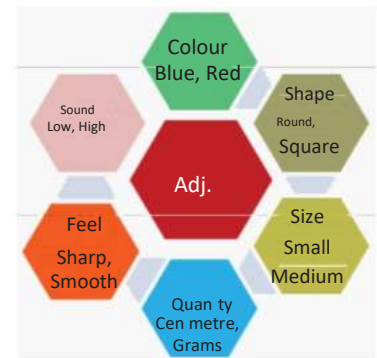 Colour
Blue, Red
Shape
Round,
Square
Sound
Low, High
Adj.
Size
Small
Medium
Feel
Sharp,
Smooth
Quan ty
Cen metre,
Grams